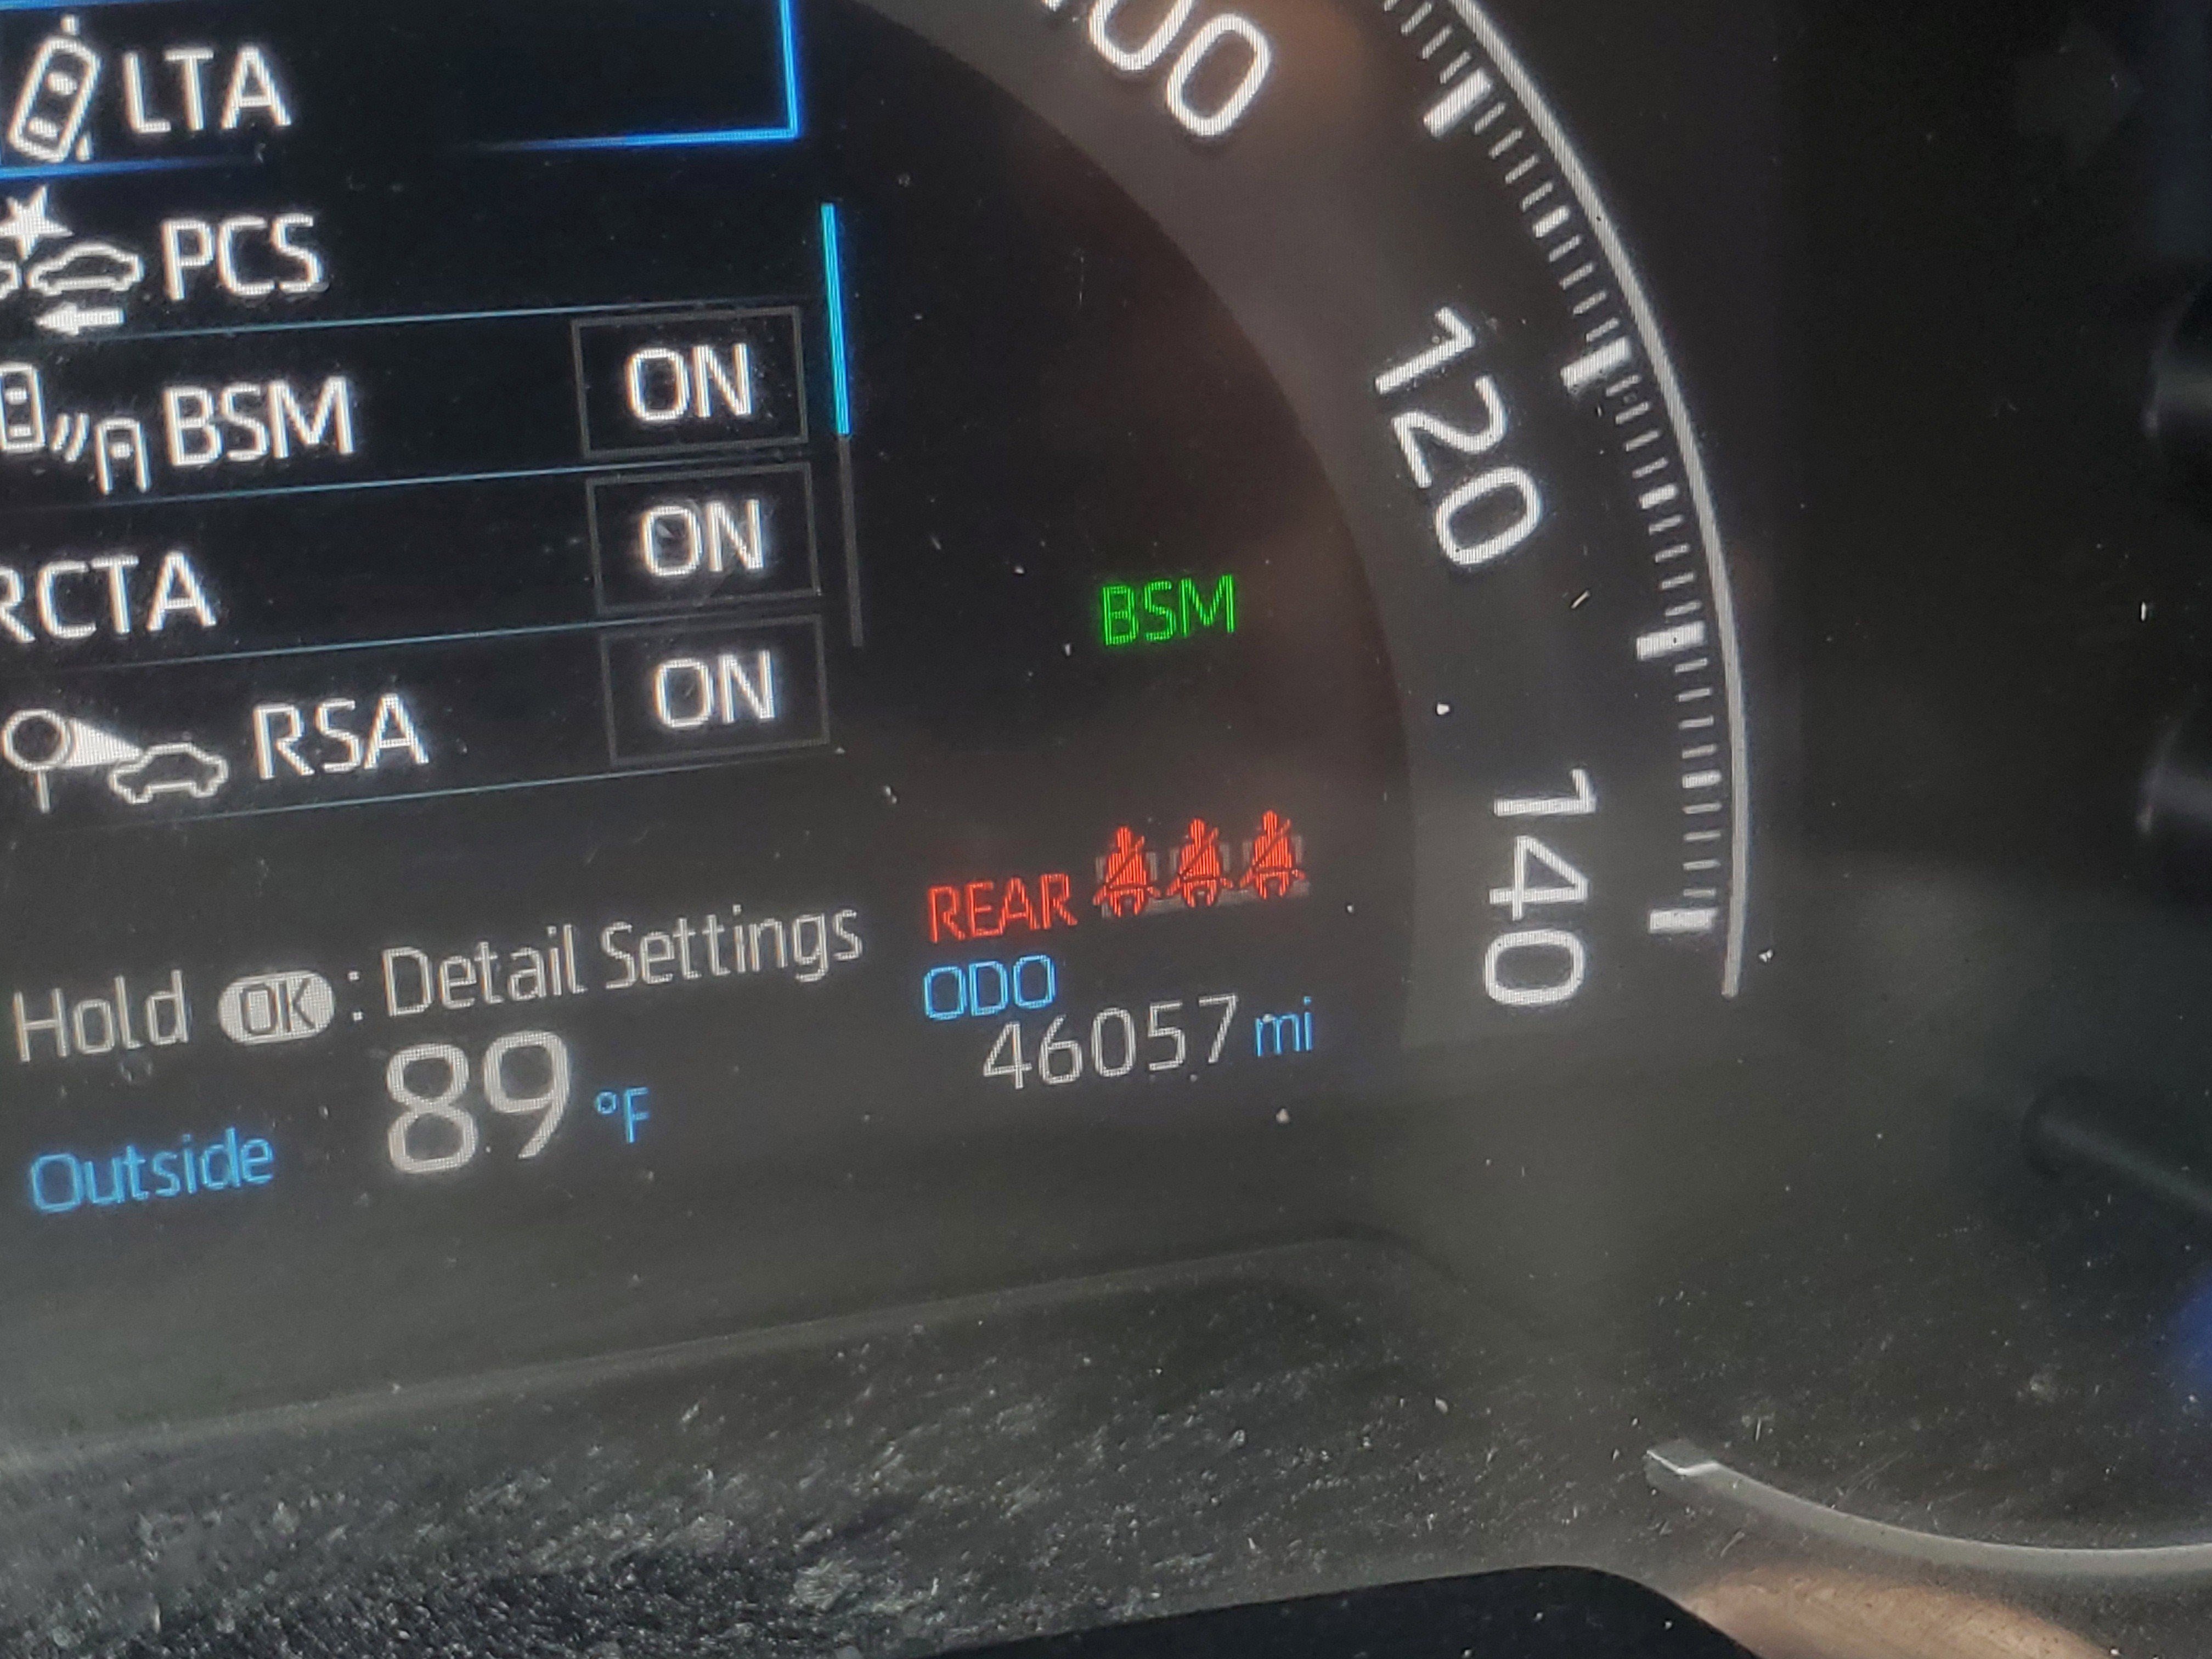 LTA
PCS
BSM ON
RCTA ON
RSA ON
120
BSM
140
REAR
Hold OK : Detail Settings
ODO
46057 mi
Outside 89 °F